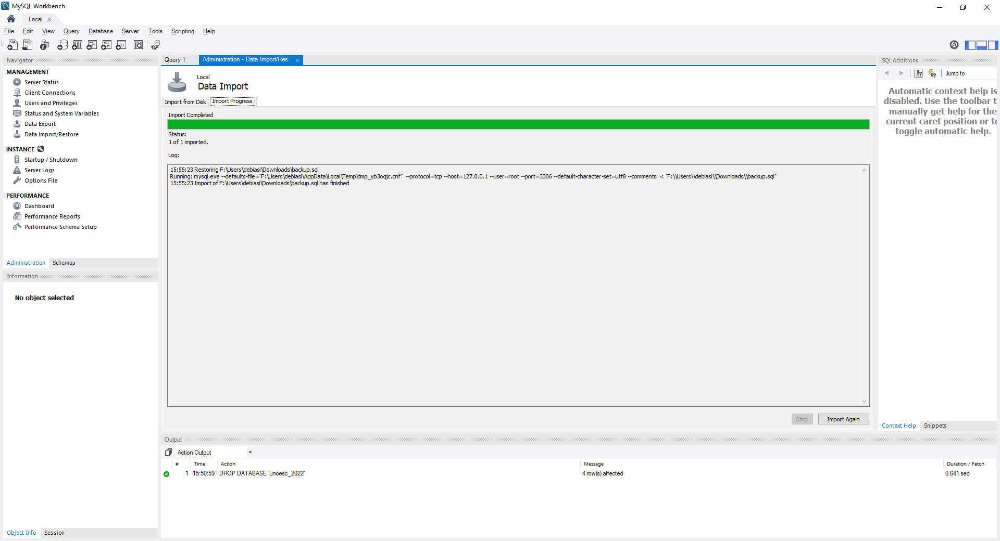 MySQL Workbench
Local
File Edit View Query Database Server Tools Scripting Help
Navigator
MANAGEMENT
Server Status
Client Connections
Users and Privileges
Status and System Variables
Data Export
Data Import/Restore
INSTANCE
Startup / Shutdown
Server Logs
Options File
PERFORMANCE
Dashboard
Performance Reports
Performance Schema Setup
Administration Schemas
Information
No object selected
Object Info Session
Query 1 Administration - Data Import/Res...
Local
Data Import
Import from Disk Import Progress
Import Completed
Status:
1 of 1 imported.
Log:
15:55:23 Restoring F:\Users\debiasi\Downloads\backup.sql
Running: mysql.exe --defaults-file="F:\Users\debiasi\AppData\Local\Temp\tmp_yb3oqjc.cnf"  --protocol=tcp --host=127.0.0.1 --user=root --port=3306 --default-character-set=utf8 --comments  < "F:\\Users\\debiasi\\Downloads\\backup.sql"
15:55:23 Import of F:\Users\debiasi\Downloads\backup.sql has finished
Stop Import Again
Output
Action Output
# Time Action Message Duration / Fetch
1 15:50:59 DROP DATABASE `unoesc_2022` 4 row(s) affected 0.641 sec
SQLAdditions
Jump to
Automatic context help is
disabled. Use the toolbar t
manually get help for the
current caret position or to
toggle automatic help.
Context Help Snippets